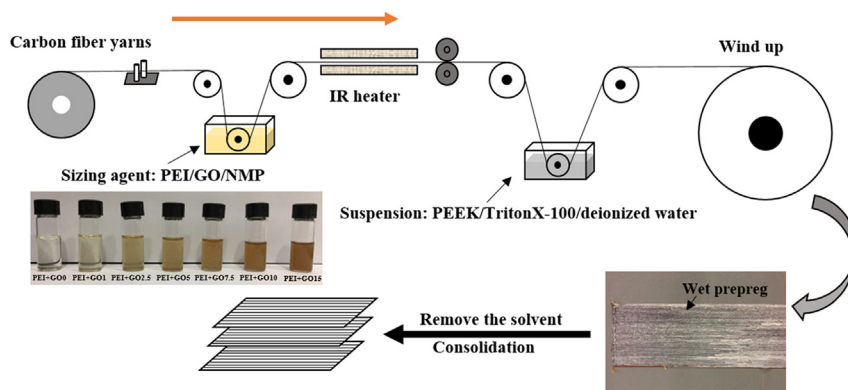 Carbon fiber yarns
Wind up
IR heater
Sizing agent: PEI/GO/NMP
Suspension: PEEK/TritonX-100/deionized water
PEI+GO0 PEI+GO1 PEI+GO2.5 PEI+GO5 PEI+GO7.5 PEI+GO10 PEI+GO15
Wet prepreg
Remove the solvent
Consolidation